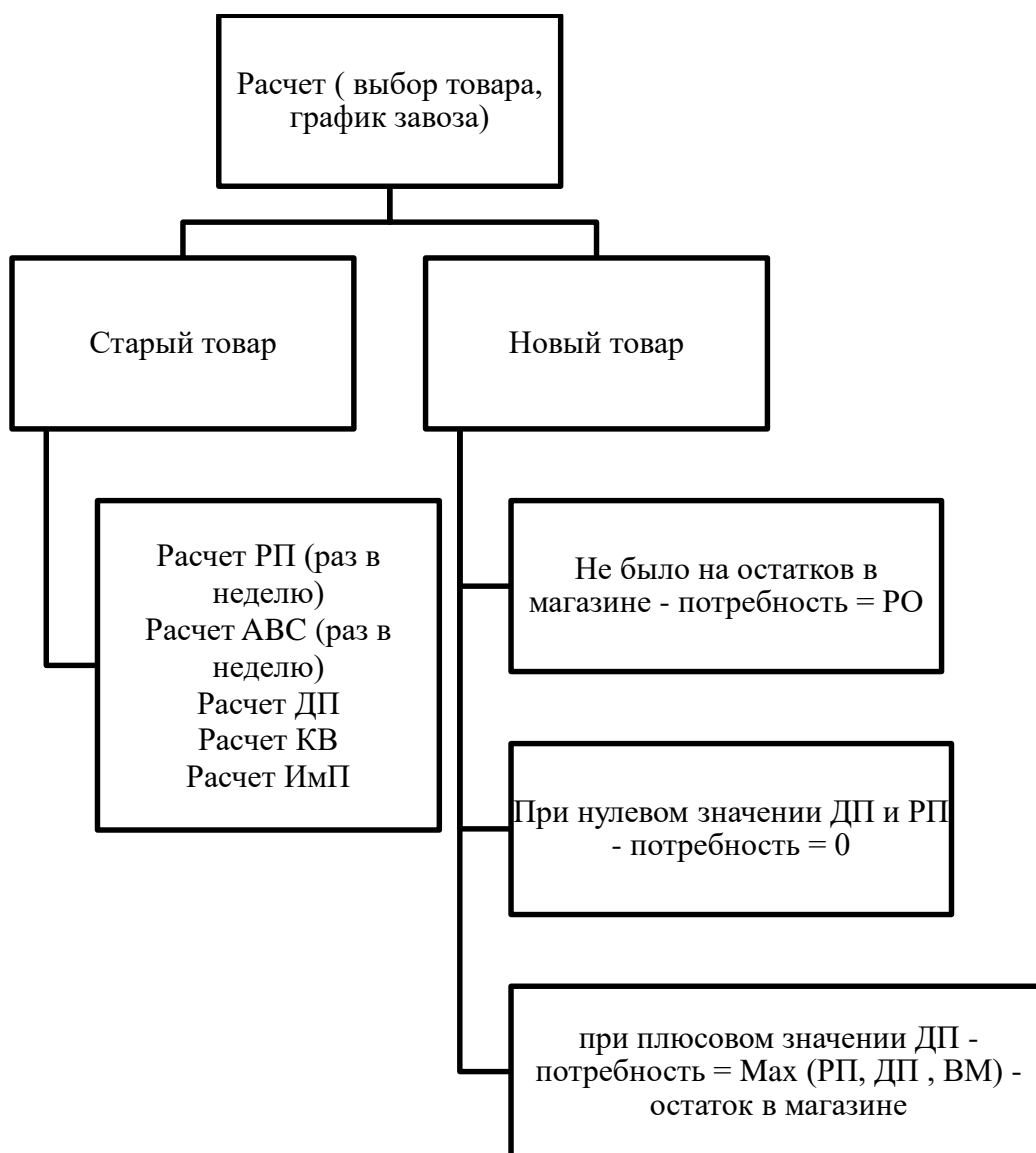 Расчет ( выбор товара,
график завоза)
Старый товар
Новый товар
Расчет РП (раз в
неделю)
Расчет АВС (раз в
неделю)
Расчет ДП
Расчет КВ
Расчет ИмП
Не было на остатков в
магазине - потребность = РО
При нулевом значении ДП и РП
- потребность = 0
при плюсовом значении ДП -
потребность = Max (РП, ДП , ВМ) -
остаток в магазине